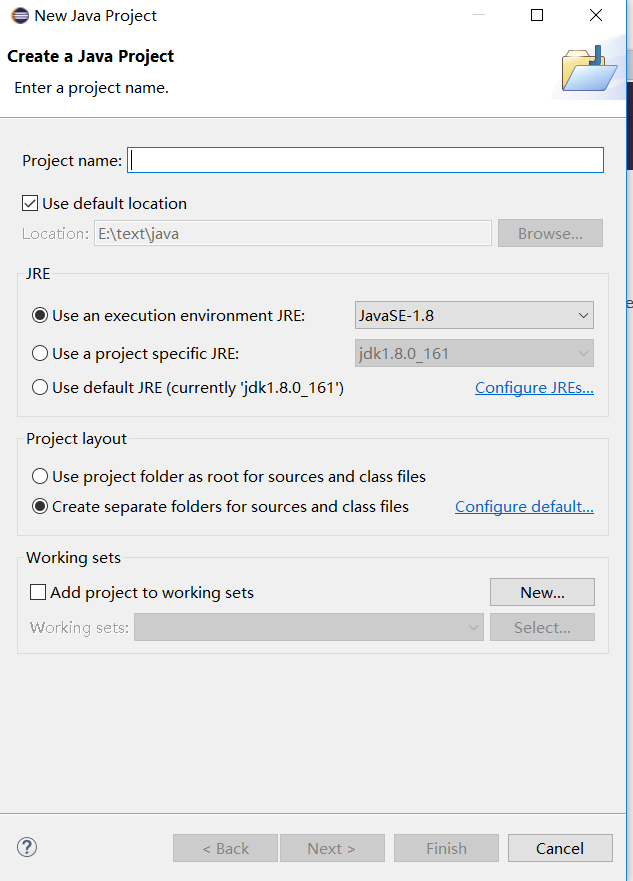 New Java Project
Create a Java Project
Enter a project name.
Project name:
Use default location
Location: E:\text\java Browse...
JRE
Use an execution environment JRE: JavaSE-1.8
Use a project specific JRE: jdk1.8.0_161
Use default JRE (currently 'jdk1.8.0_161') Configure JREs...
Project layout
Use project folder as root for sources and class files
Create separate folders for sources and class files Configure default...
Working sets
Add project to working sets New...
Working sets: Select...
? < Back Next > Finish Cancel